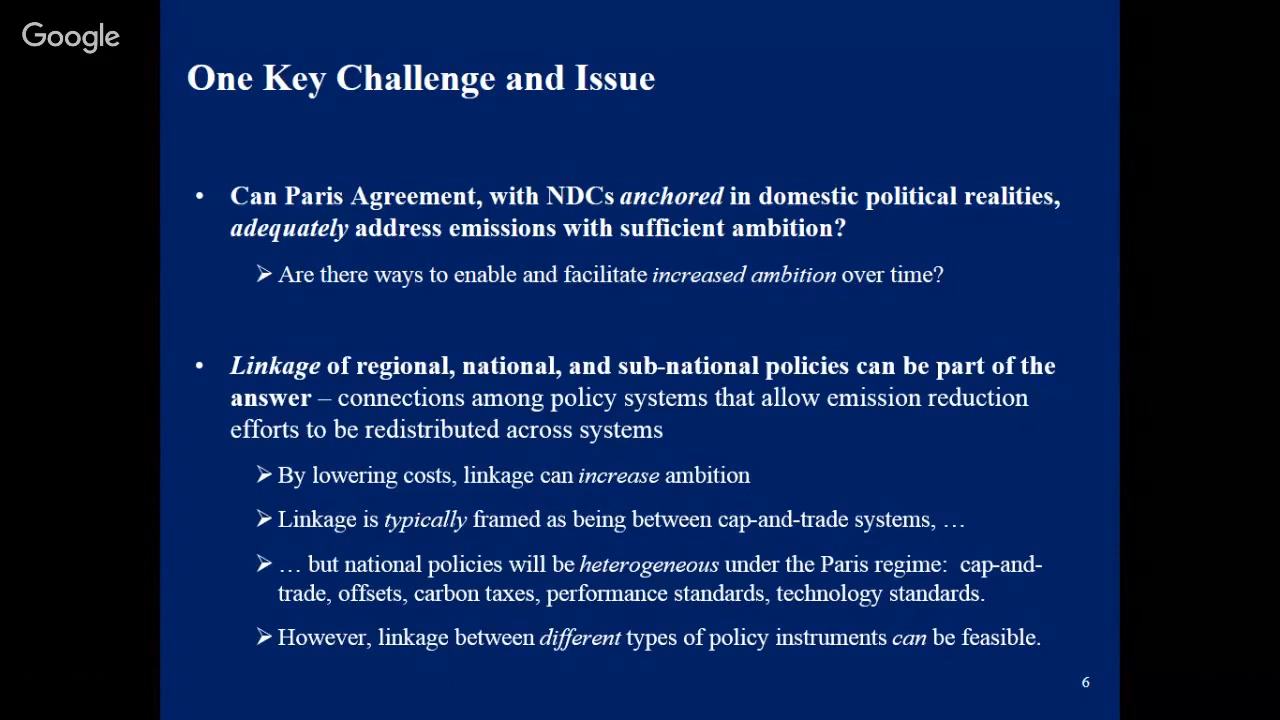 Google
One Key Challenge and Issue
• Can Paris Agreement, with NDCs anchored in domestic political realities,
adequately address emissions with sufficient ambition?
➢ Are there ways to enable and facilitate increased ambition over time?
• Linkage of regional, national, and sub-national policies can be part of the
answer – connections among policy systems that allow emission reduction
efforts to be redistributed across systems
➢ By lowering costs, linkage can increase ambition
➢ Linkage is typically framed as being between cap-and-trade systems, …
➢ … but national policies will be heterogeneous under the Paris regime: cap-and-
trade, offsets, carbon taxes, performance standards, technology standards.
➢ However, linkage between different types of policy instruments can be feasible.
6